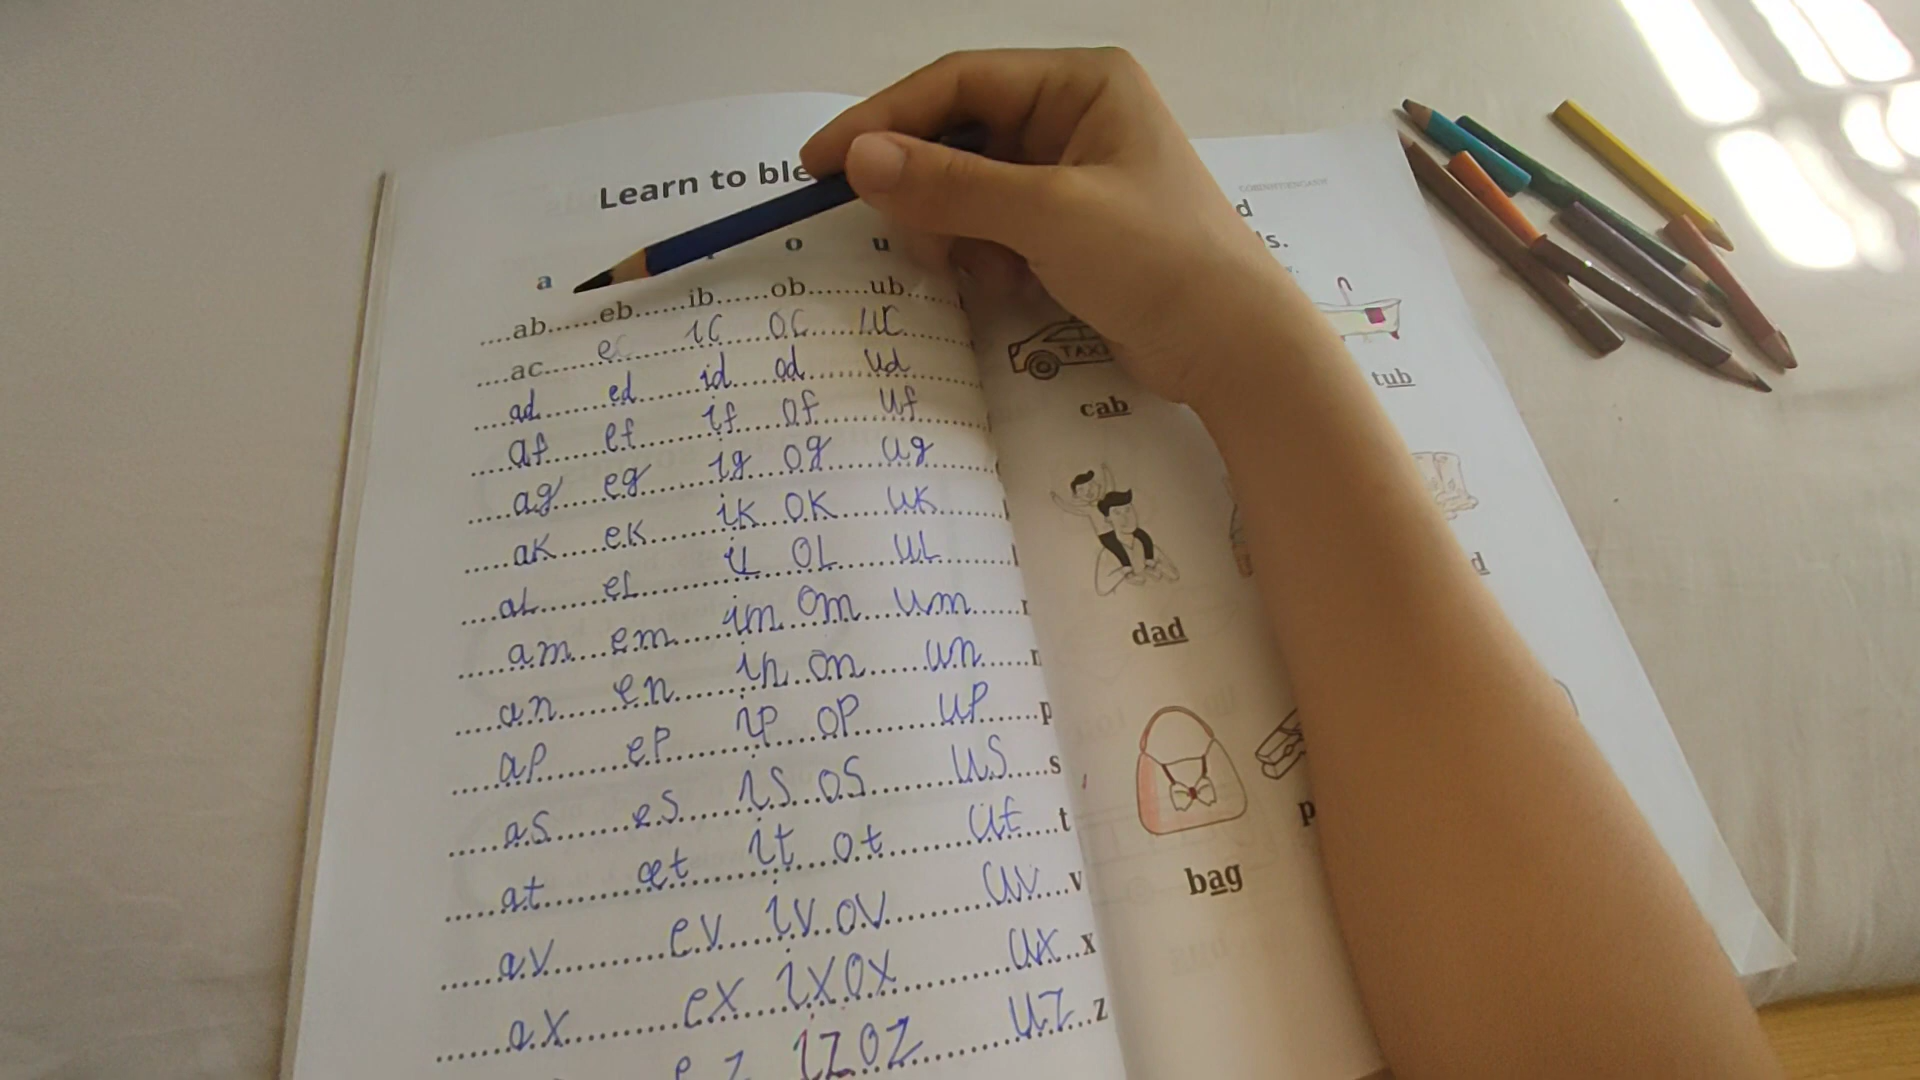 Learn to
a o u
....ab......eb......ib......ob.......ub......
....ac......ec.......ic oc......uc
ad ed id od ud
af ef if of uf
ag eg ig og ug
ak ek ik ok uk
al el il ol ul
am em im om um
an en in on un
ap ep ip op up p
as es is os us s
at et it ot ut t
av ev iv ov uv v
ax ex ix ox ux x
e z iz oz uz z
d
s.
TAXI
cab
tub
dad
d
bag
p